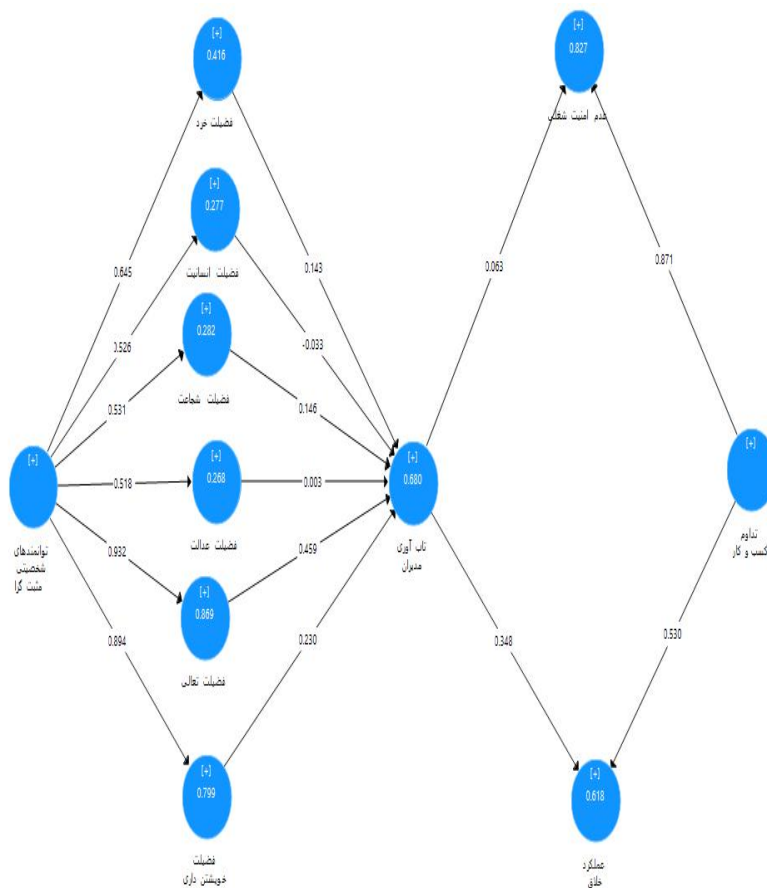 [+]
0.416
فضیلت خرد
[+]
0.827
عدم امنیت شغلی
[+]
0.277
فضیلت انسانیت
0.645
0.143
0.063
0.871
0.526
-0.033
[+]
0.282
فضیلت شجاعت
0.531
0.146
[+]
توانمندهای
شخصیتی
مثبت گرا
0.518
[+]
0.268
فضیلت عدالت
0.003
[+]
0.680
تاب آوری
مدیران
[+]
تداوم
کسب و کار
0.932
0.459
[+]
0.869
فضیلت تعالی
0.894
0.230
0.348
0.530
[+]
0.799
فضیلت
خویشتن داری
[+]
0.618
عملکرد
خلاق